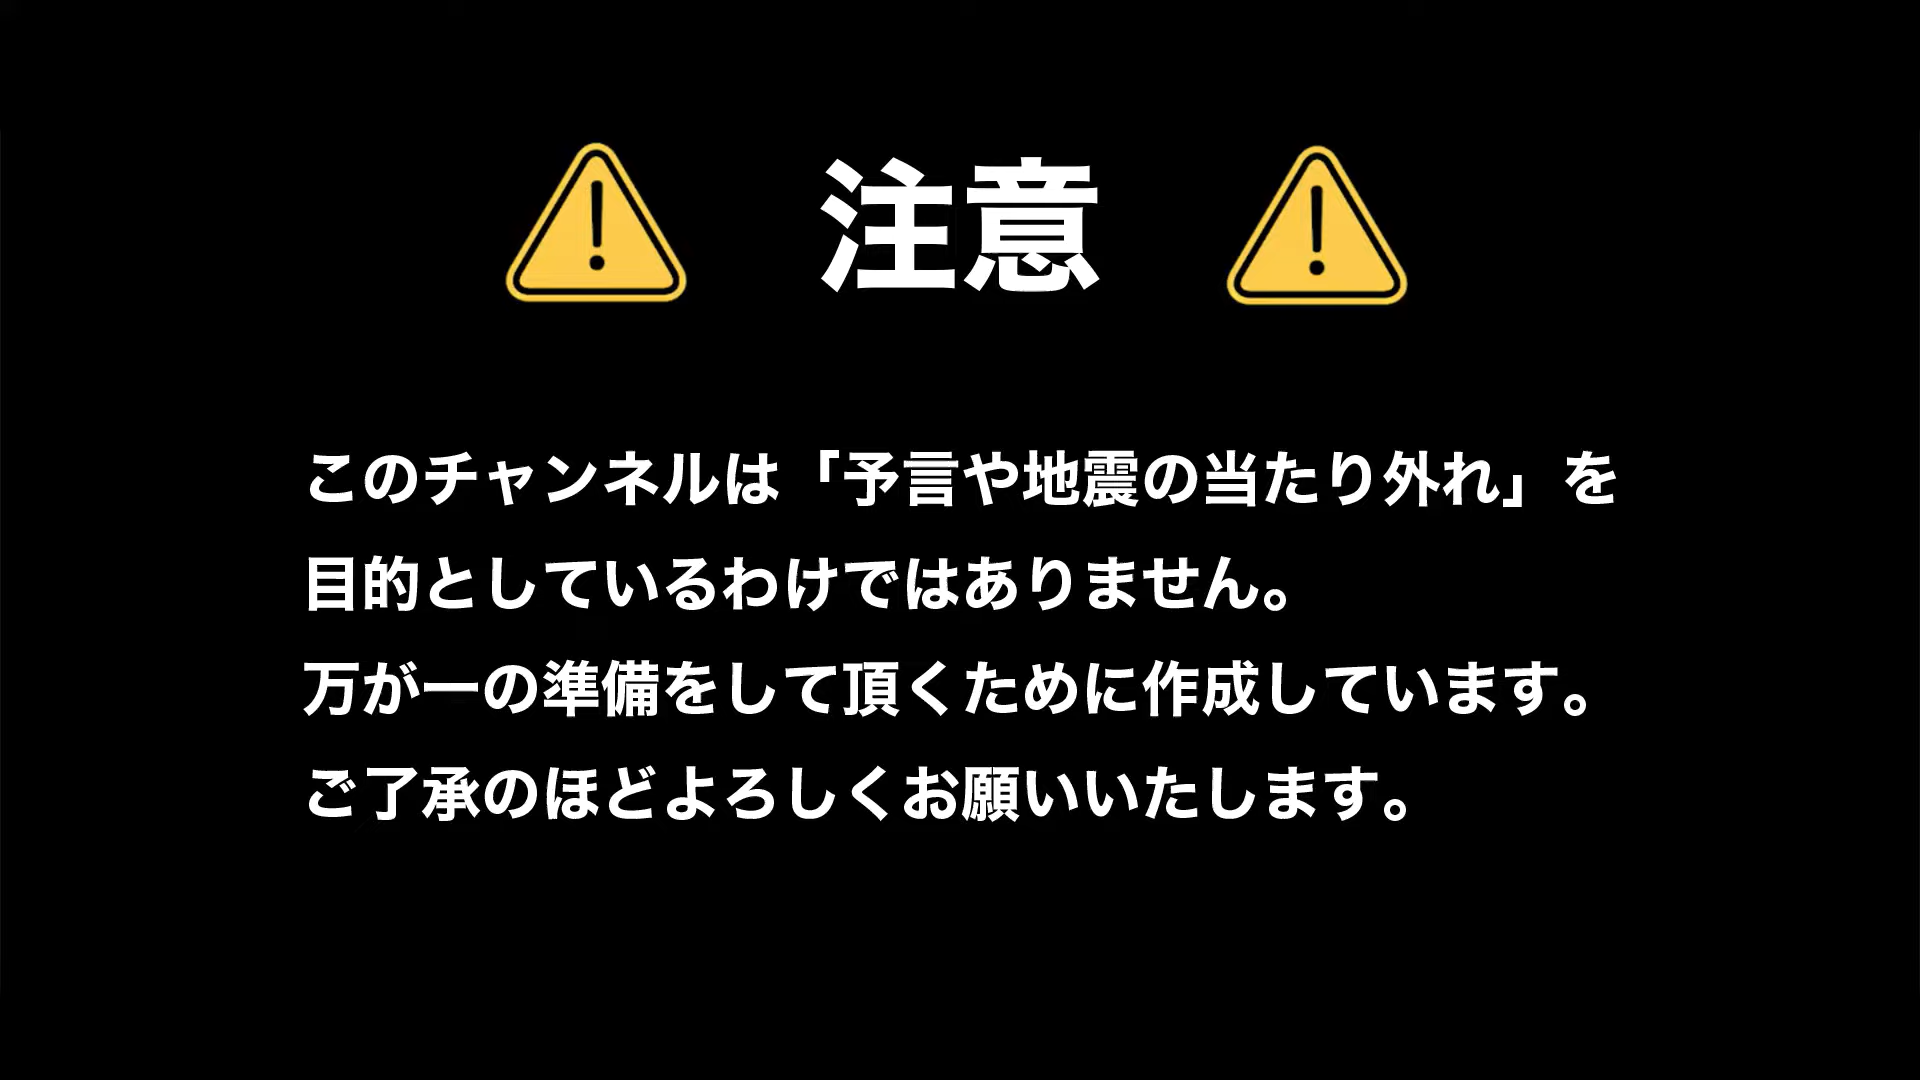 注意
このチャンネルは「予言や地震の当たり外れ」を
目的としているわけではありません。
万が一の準備をして頂くために作成しています。
ご了承のほどよろしくお願いいたします。